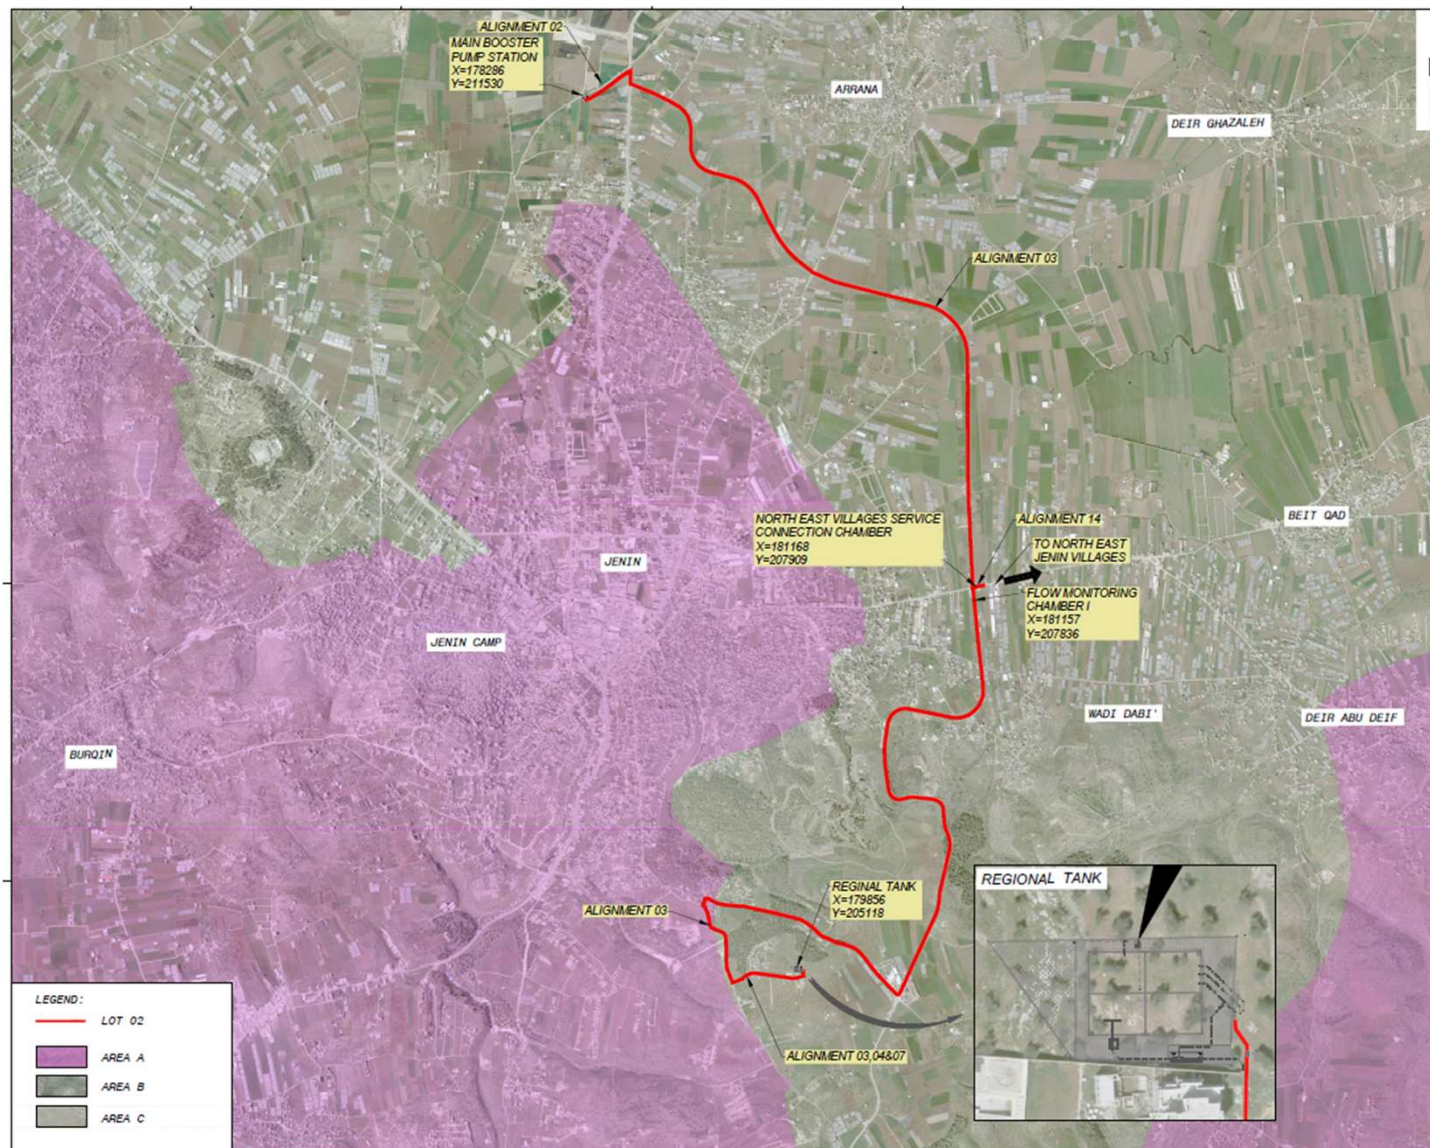 ALIGNMENT 02
MAIN BOOSTER
PUMP STATION
X=178286
Y=211530
ARRANA
DEIR GHAZALEH
ALIGNMENT 03
NORTH EAST VILLAGES SERVICE
CONNECTION CHAMBER
X=181168
Y=207909
ALIGNMENT 14
TO NORTH EAST
JENIN VILLAGES
BEIT QAD
FLOW MONITORING
CHAMBER I
X=181157
Y=207836
JENIN
JENIN CAMP
WADI DABI'
DEIR ABU DEIF
BURQIN
REGINAL TANK
X=179856
Y=205118
ALIGNMENT 03
ALIGNMENT 03,04&07
REGIONAL TANK
LEGEND:
LOT 02
AREA A
AREA B
AREA C